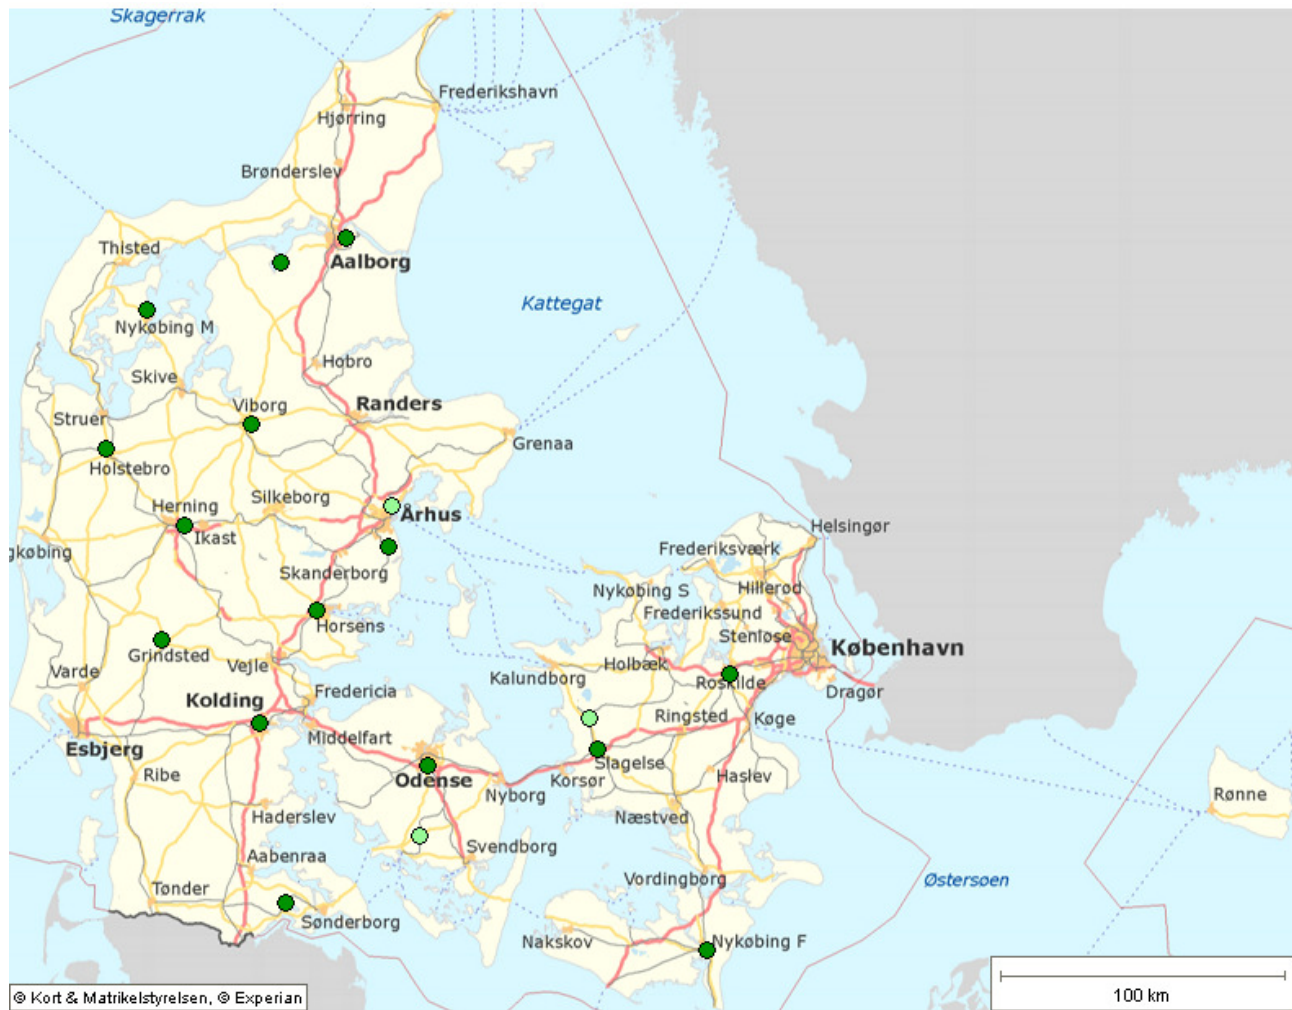 Skagerrak
Frederikshavn
Hjørring
Brønderslev
Thisted
Aalborg
Kattegat
Nykøbing M
Hobro
Skive
Viborg
Randers
Struer
Grenaa
Holstebro
Silkeborg
Herning
Århus
Ikast
Helsingør
gkøbing
Frederiksværk
Skanderborg
Nykøbing S
Hillerød
Frederikssund
Horsens
Stenløse
København
Grindsted
Vejle
Holbæk
Varde
Kalundborg
Roskilde
Dragør
Fredericia
Kolding
Ringsted
Køge
Middelfart
Esbjerg
Slagelse
Ribe
Odense
Korsør
Haslev
Nyborg
Rønne
Haderslev
Næstved
Svendborg
Aabenraa
Vordingborg
Østersøen
Tønder
Sønderborg
Nakskov
Nykøbing F
© Kort & Matrikelstyrelsen, © Experian
100 km